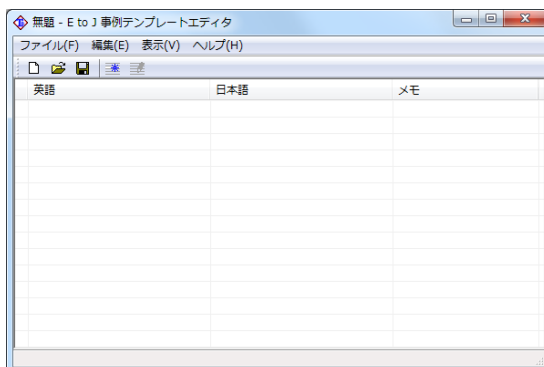 無題 - E to J 事例テンプレートエディタ
ファイル(F) 編集(E) 表示(V) ヘルプ(H)
英語 日本語 メモ